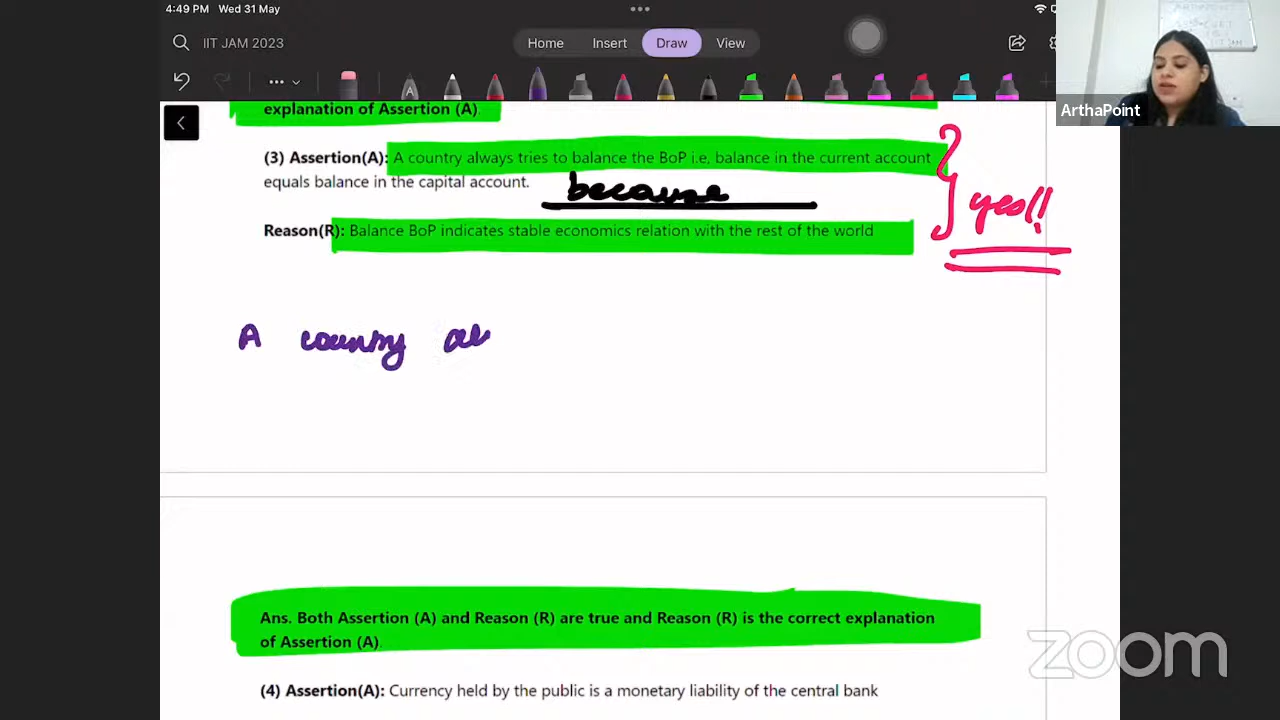 4:49 PM Wed 31 May
IIT JAM 2023
Home Insert Draw View
ArthaPoint
explanation of Assertion (A).
(3) Assertion(A): A country always tries to balance the BoP i.e, balance in the current account
equals balance in the capital account.
because
Reason(R): Balance BoP indicates stable economics relation with the rest of the world
yes!!
A country al
Ans. Both Assertion (A) and Reason (R) are true and Reason (R) is the correct explanation
of Assertion (A).
(4) Assertion(A): Currency held by the public is a monetary liability of the central bank
zoom